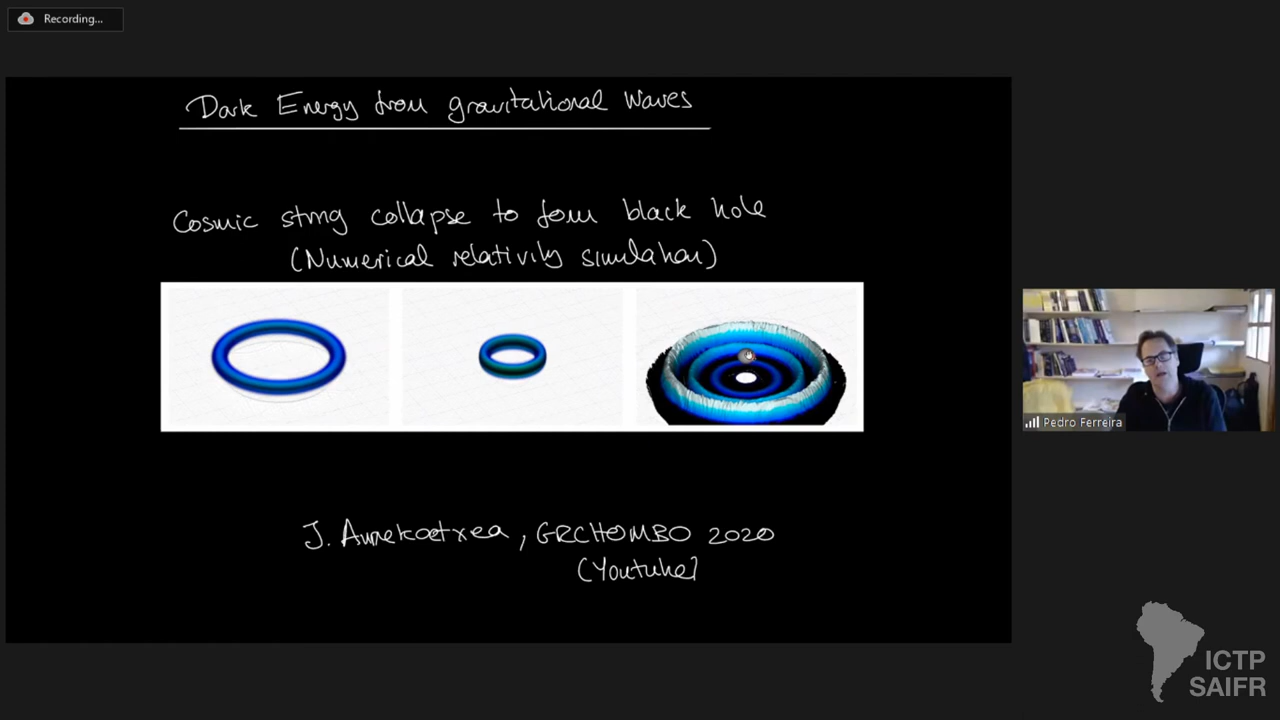 Recording...
Dark Energy from gravitational waves
Cosmic string collapse to form black hole
(Numerical relativity simulation)
Pedro Ferreira
J. Aurrekoetxea, GRCHOMBO 2020
(Youtube)
ICTP
SAIFR